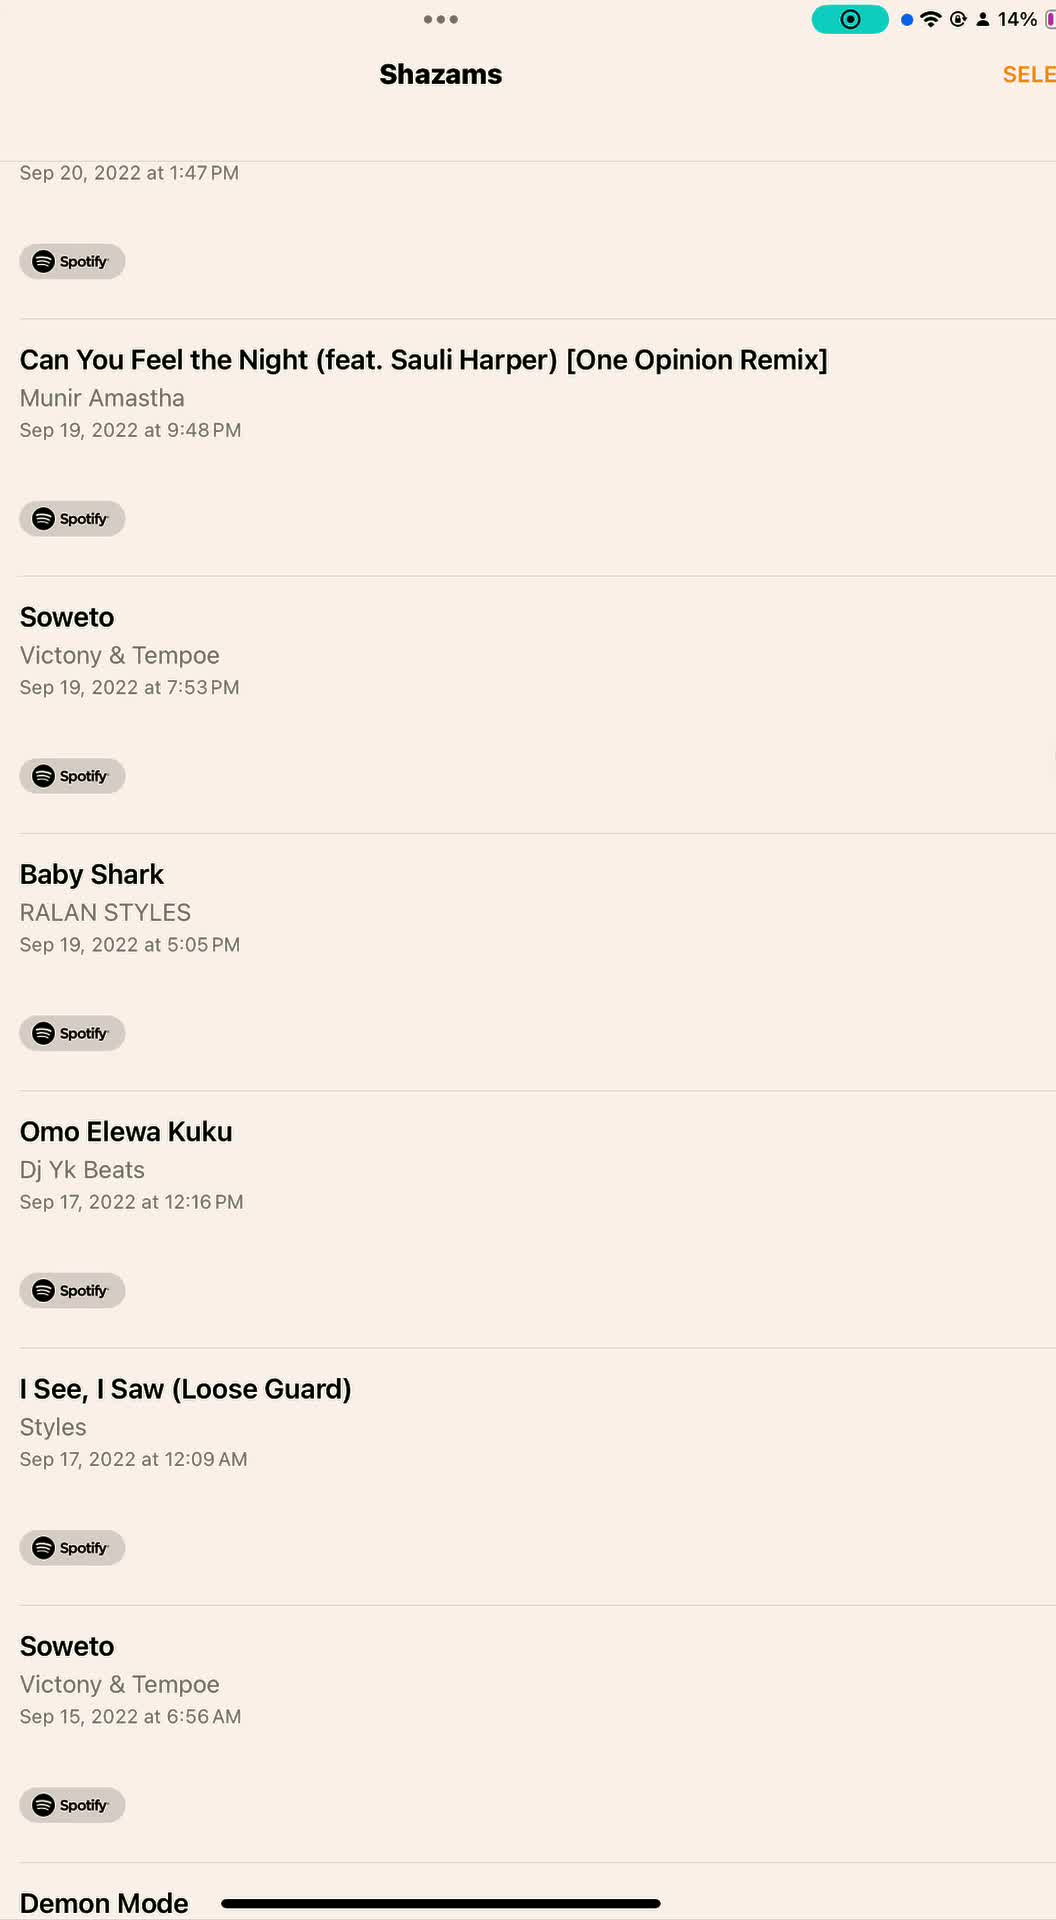 14%
Shazams
SELE
Sep 20, 2022 at 1:47 PM
Spotify
Can You Feel the Night (feat. Sauli Harper) [One Opinion Remix]
Munir Amastha
Sep 19, 2022 at 9:48 PM
Spotify
Soweto
Victony & Tempoe
Sep 19, 2022 at 7:53 PM
Spotify
Baby Shark
RALAN STYLES
Sep 19, 2022 at 5:05 PM
Spotify
Omo Elewa Kuku
Dj Yk Beats
Sep 17, 2022 at 12:16 PM
Spotify
I See, I Saw (Loose Guard)
Styles
Sep 17, 2022 at 12:09 AM
Spotify
Soweto
Victony & Tempoe
Sep 15, 2022 at 6:56 AM
Spotify
Demon Mode